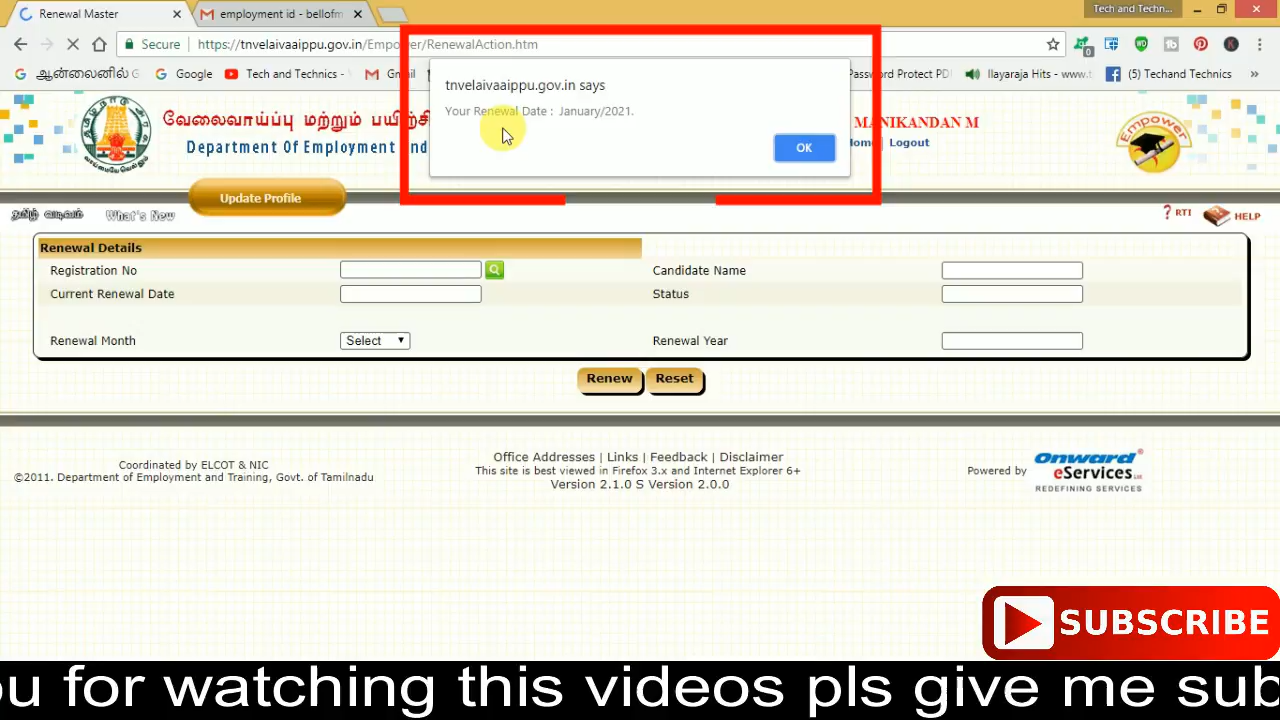 Renewal Master
employment id - bellofm
Tech and Techn...
Secure
https://tnvelaivaaippu.gov.in/Empower/RenewalAction.htm
ஆன்லைனில்
Google
Tech and Technics -
Gmail
Password Protect PD
Ilayaraja Hits - www.t
(5) Techand Technics
tnvelaivaaippu.gov.in says
Your Renewal Date : January/2021.
OK
வேலைவாய்ப்பு மற்றும்
Department Of Employment And
MANIKANDAN M
Home | Logout
Empower
Update Profile
தமிழ் வடிவம்
What's New
RTI
HELP
Renewal Details
Registration No
Candidate Name
Current Renewal Date
Status
Renewal Month
Select
Renewal Year
Renew
Reset
Office Addresses | Links | Feedback | Disclaimer
Coordinated by ELCOT & NIC
This site is best viewed in Firefox 3.x and Internet Explorer 6+
©2011. Department of Employment and Training, Govt. of Tamilnadu
Version 2.1.0 S Version 2.0.0
Powered by
Onward
eServices Ltd
REDEFINING SERVICES
SUBSCRIBE
ou for watching this videos pls give me sub